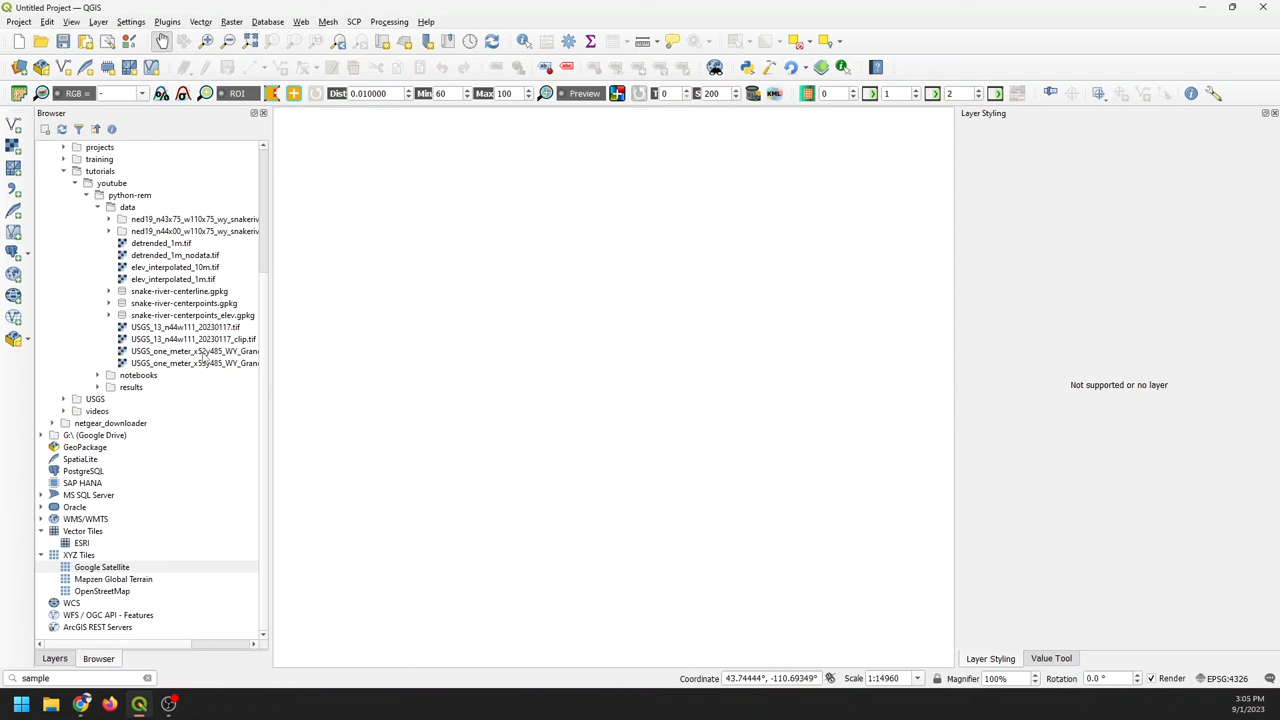 Untitled Project — QGIS
Project Edit View Layer Settings Plugins Vector Raster Database Web Mesh SCP Processing Help
RGB = - ROI Dist 0.010000 Min 60 Max 100 Preview T 0 S 200 0 1 2
Browser
Layer Styling
projects
training
tutorials
youtube
python-rem
data
ned19_n43x75_w110x75_wy_snakeriv
ned19_n44x00_w110x75_wy_snakeriv
detrended_1m.tif
detrended_1m_nodata.tif
elev_interpolated_10m.tif
elev_interpolated_1m.tif
snake-river-centerline.gpkg
snake-river-centerpoints.gpkg
snake-river-centerpoints_elev.gpkg
USGS_13_n44w111_20230117.tif
USGS_13_n44w111_20230117_clip.tif
USGS_one_meter_x52y485_WY_Gran
USGS_one_meter_x53y485_WY_Gran
notebooks
results
USGS
videos
netgear_downloader
G:\ (Google Drive)
GeoPackage
SpatiaLite
PostgreSQL
SAP HANA
MS SQL Server
Oracle
WMS/WMTS
Vector Tiles
ESRI
XYZ Tiles
Google Satellite
Mapzen Global Terrain
OpenStreetMap
WCS
WFS / OGC API - Features
ArcGIS REST Servers
Not supported or no layer
Layers Browser
Layer Styling Value Tool
sample
Coordinate 43.74444°, -110.69349° Scale 1:14960 Magnifier 100% Rotation 0.0 ° Render EPSG:4326
3:05 PM
9/1/2023